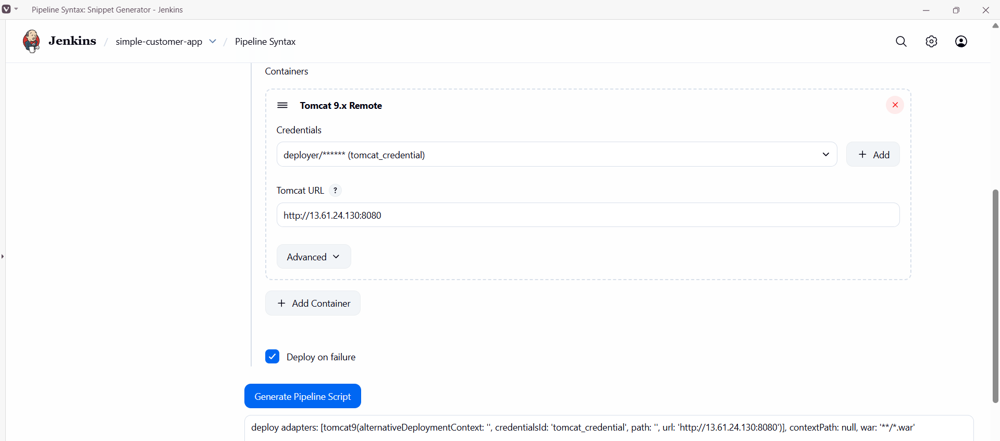 Pipeline Syntax: Snippet Generator - Jenkins
Jenkins / simple-customer-app / Pipeline Syntax
Containers
Tomcat 9.x Remote
Credentials
deployer/****** (tomcat_credential)
+ Add
Tomcat URL ?
http://13.61.24.130:8080
Advanced
+ Add Container
Deploy on failure
Generate Pipeline Script
deploy adapters: [tomcat9(alternativeDeploymentContext: '', credentialsId: 'tomcat_credential', path: '', url: 'http://13.61.24.130:8080')], contextPath: null, war: '**/*.war'